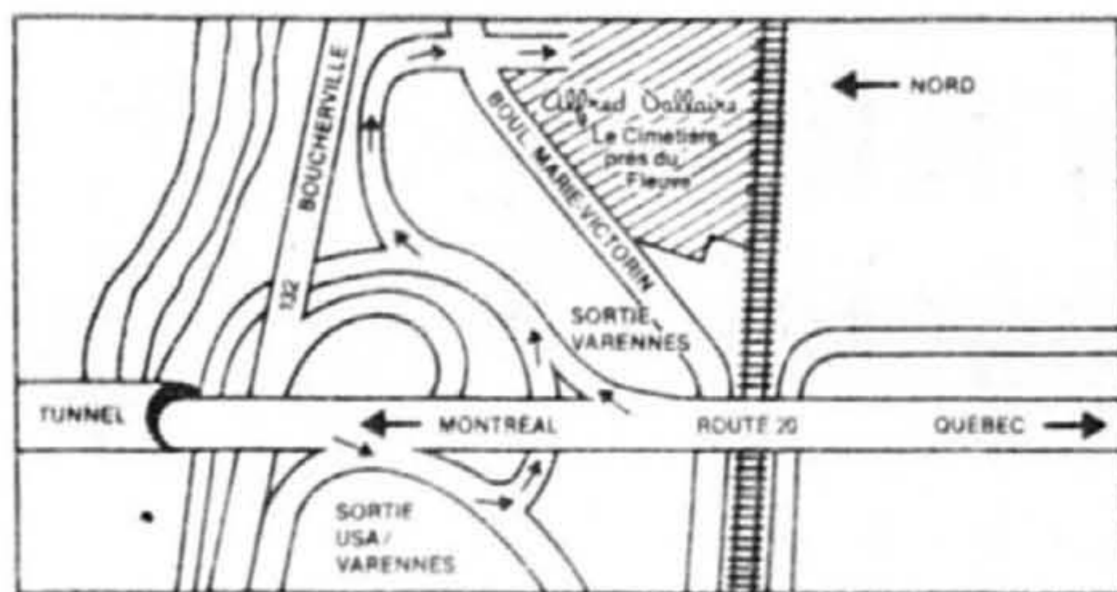 BOUCHERVILLE
132
BOUL. MARIE-VICTORIN
Alfred Dallaire
Le Cimetière
près du
Fleuve
NORD
SORTIE
VARENNES
TUNNEL
MONTRÉAL
ROUTE 20
QUÉBEC
SORTIE
USA/
VARENNES